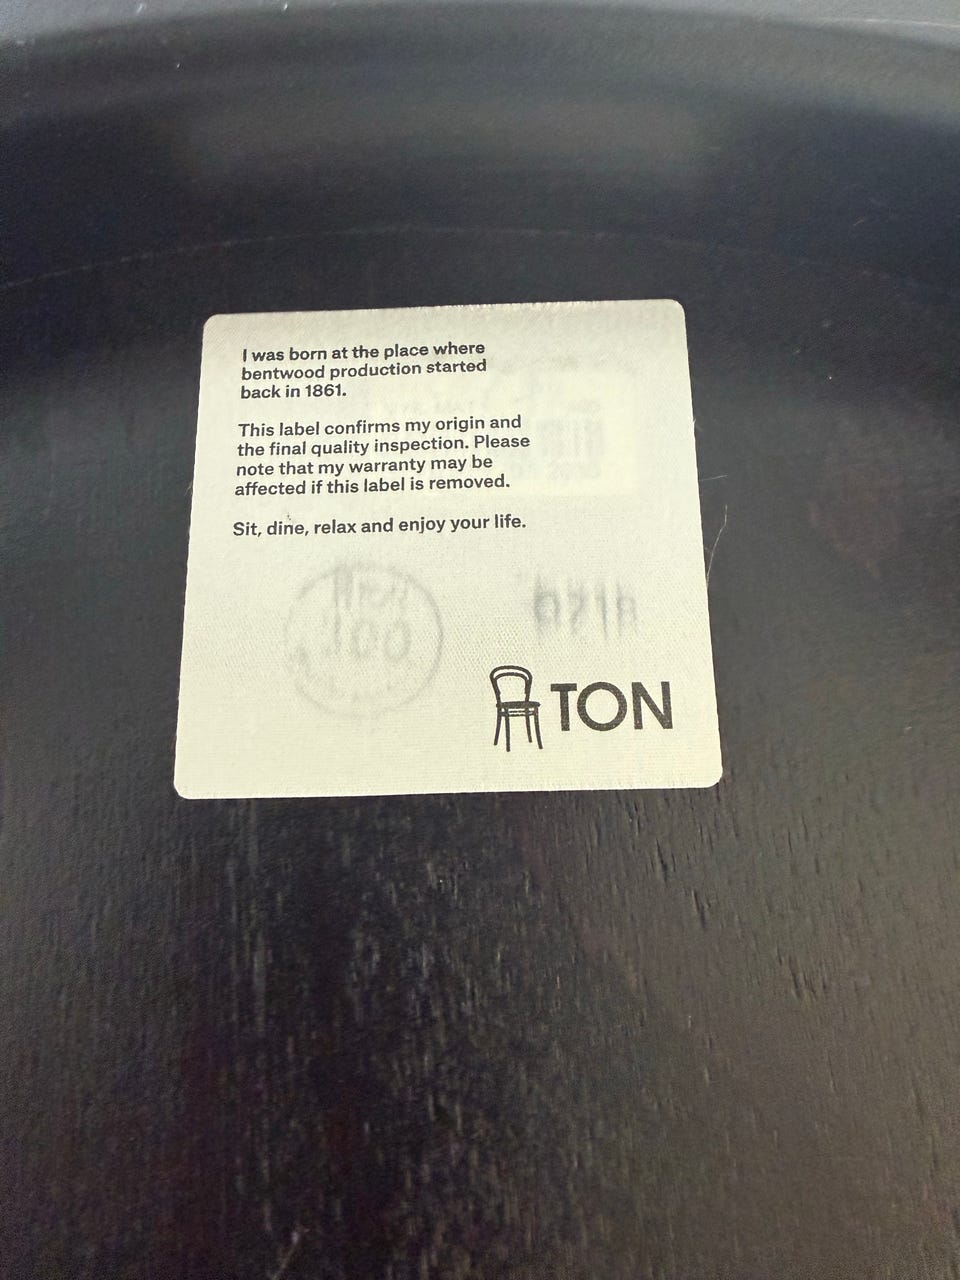 I was born at the place where
bentwood production started
back in 1861.
This label confirms my origin and
the final quality inspection. Please
note that my warranty may be
affected if this label is removed.
Sit, dine, relax and enjoy your life.
TON